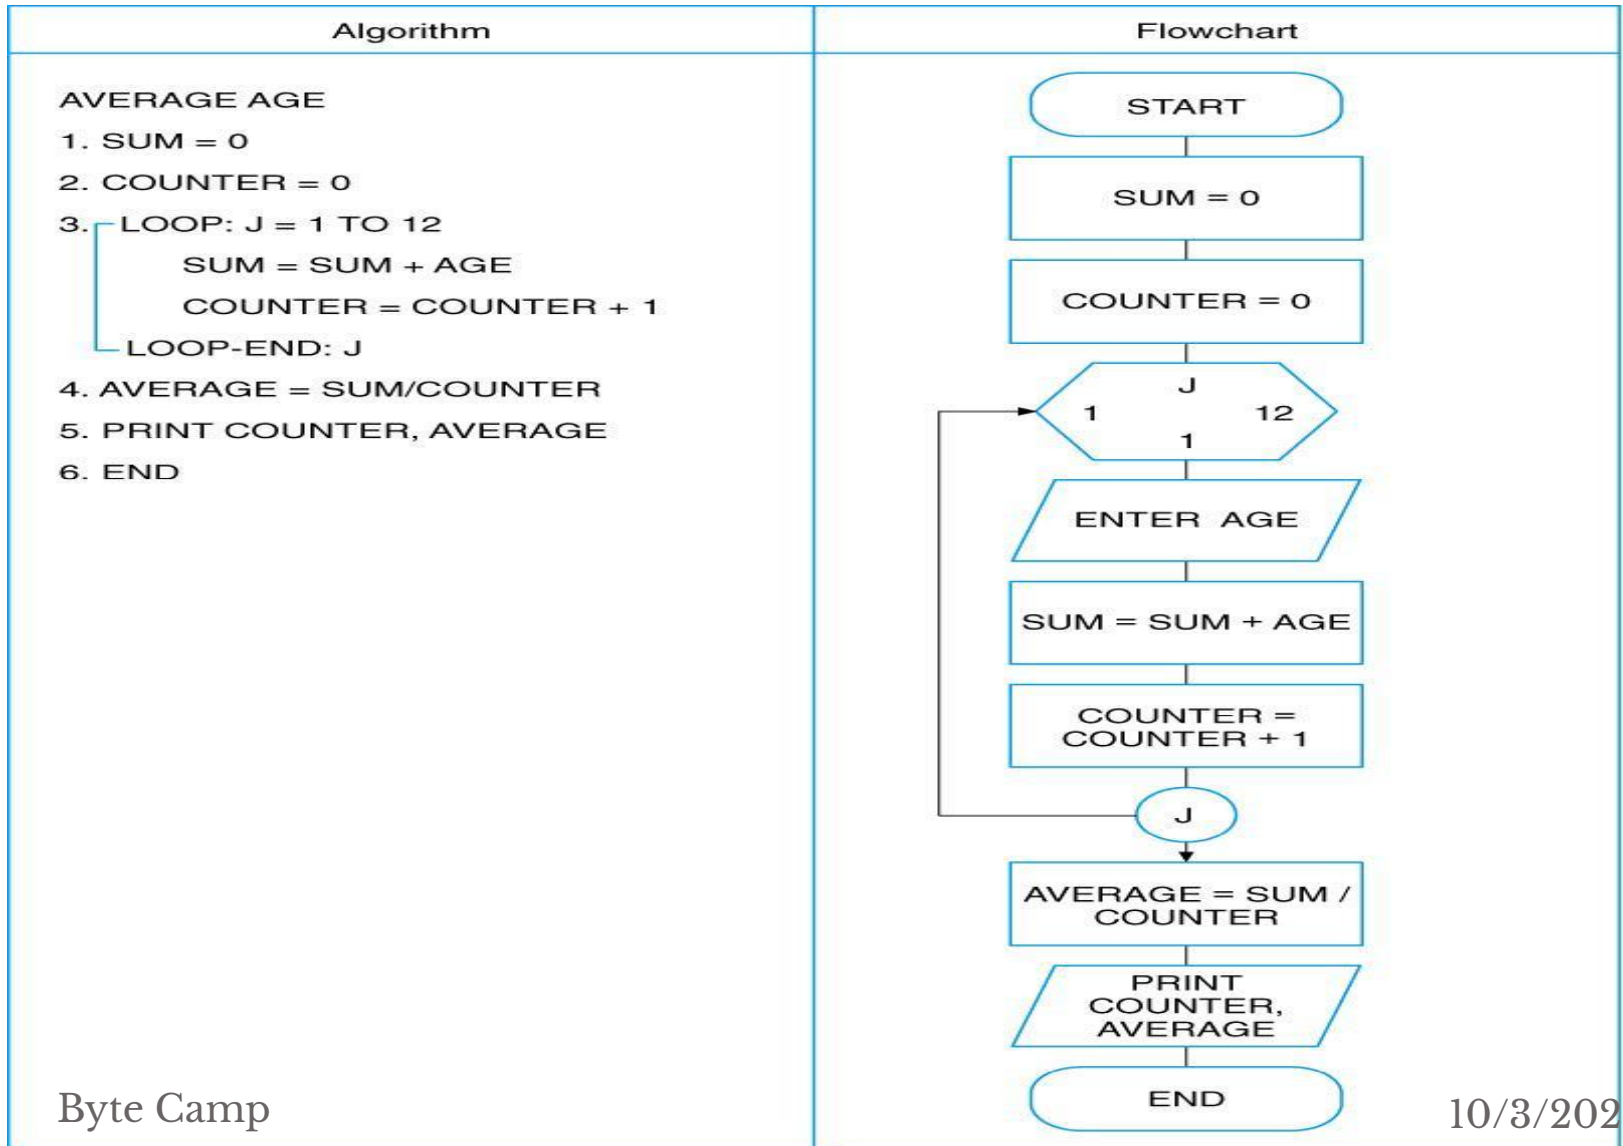 Algorithm
AVERAGE AGE
1. SUM = 0
2. COUNTER = 0
3. LOOP: J = 1 TO 12
SUM = SUM + AGE
COUNTER = COUNTER + 1
LOOP-END: J
4. AVERAGE = SUM/COUNTER
5. PRINT COUNTER, AVERAGE
6. END
Flowchart
START
SUM = 0
COUNTER = 0
J
1 12
1
ENTER AGE
SUM = SUM + AGE
COUNTER =
COUNTER + 1
J
AVERAGE = SUM /
COUNTER
PRINT
COUNTER,
AVERAGE
END
Byte Camp
10/3/202